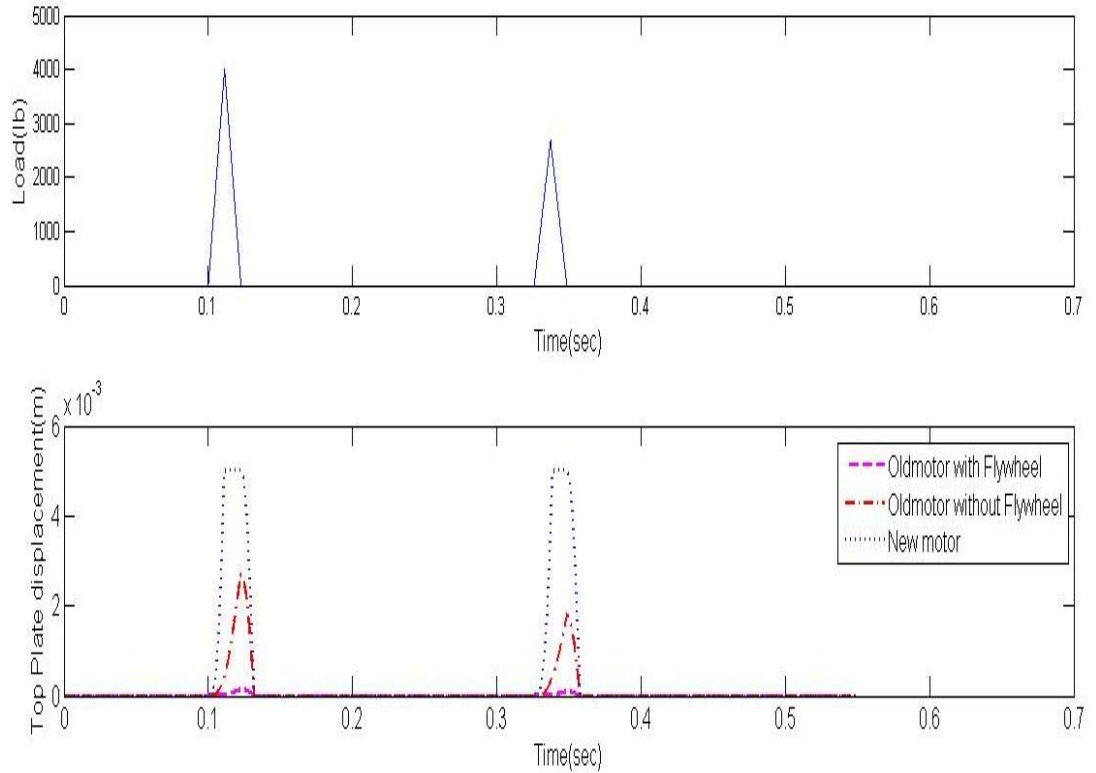 5000
4000
3000
2000
1000
0
Load(lb)
0 0.1 0.2 0.3 0.4 0.5 0.6 0.7
Time(sec)
x 10^-3
6
4
2
0
Top Plate displacement(m)
Oldmotor with Flywheel
Oldmotor without Flywheel
New motor
0 0.1 0.2 0.3 0.4 0.5 0.6 0.7
Time(sec)